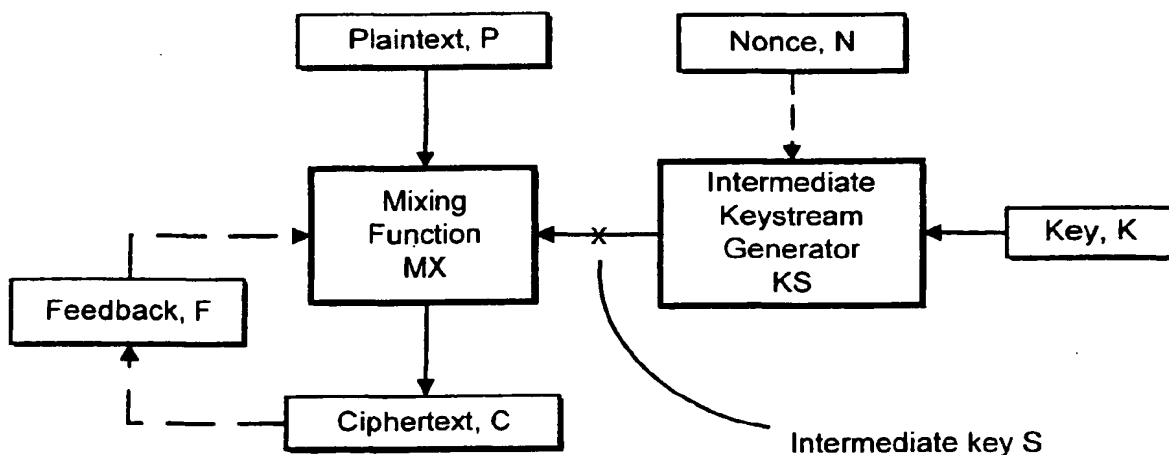 Plaintext, P
Nonce, N
Mixing
Function
MX
Intermediate
Keystream
Generator
KS
Key, K
Feedback, F
Ciphertext, C
Intermediate key S